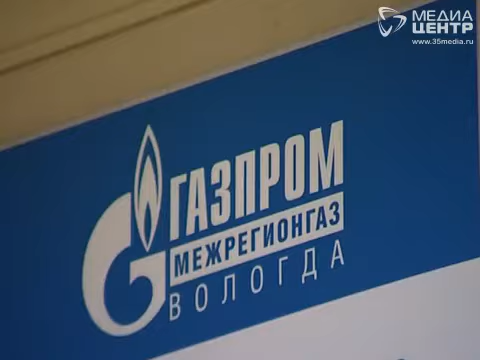 МЕДИА
ЦЕНТР
www.35media.ru
ГАЗПРОМ
МЕЖРЕГИОНГАЗ
ВОЛОГДА